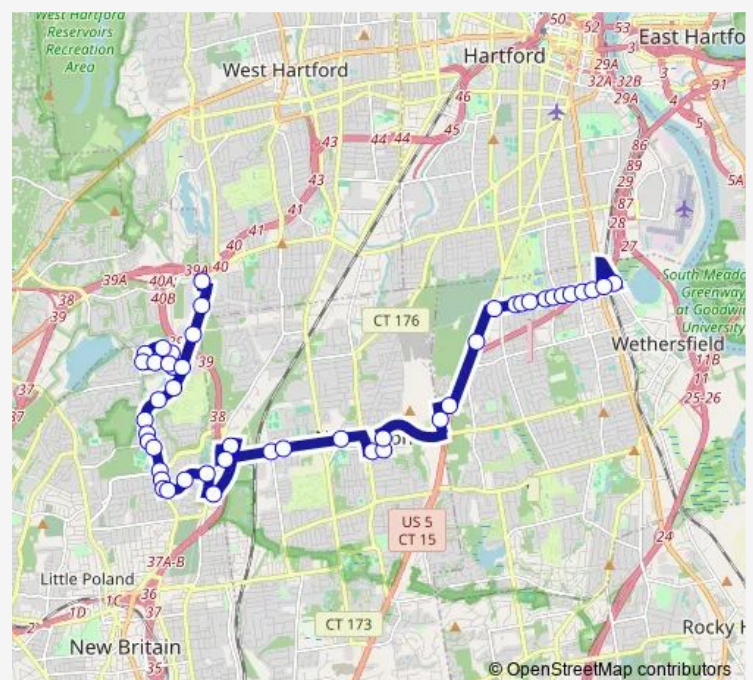 West Hartford
Reservoirs
Recreation
Area
West Hartford
Hartford
East Hartfo
50
52
53
3
29A
32A 32B
29A
3
4
91
5
5A
46
45
44 44
43
43
86
89
29
87
28
27
41
41
40
39A 40
39A
40A
40B
38
39
39
38
37
37
CT 176
South Meado
Greenway
at Goodwin
University
Wethersfield
11B
11
25-26
US 5
CT 15
24
37A-B
Little Poland
36
1C
1D
37
2
35
New Britain
CT 173
Rocky H
© OpenStreetMap contributors